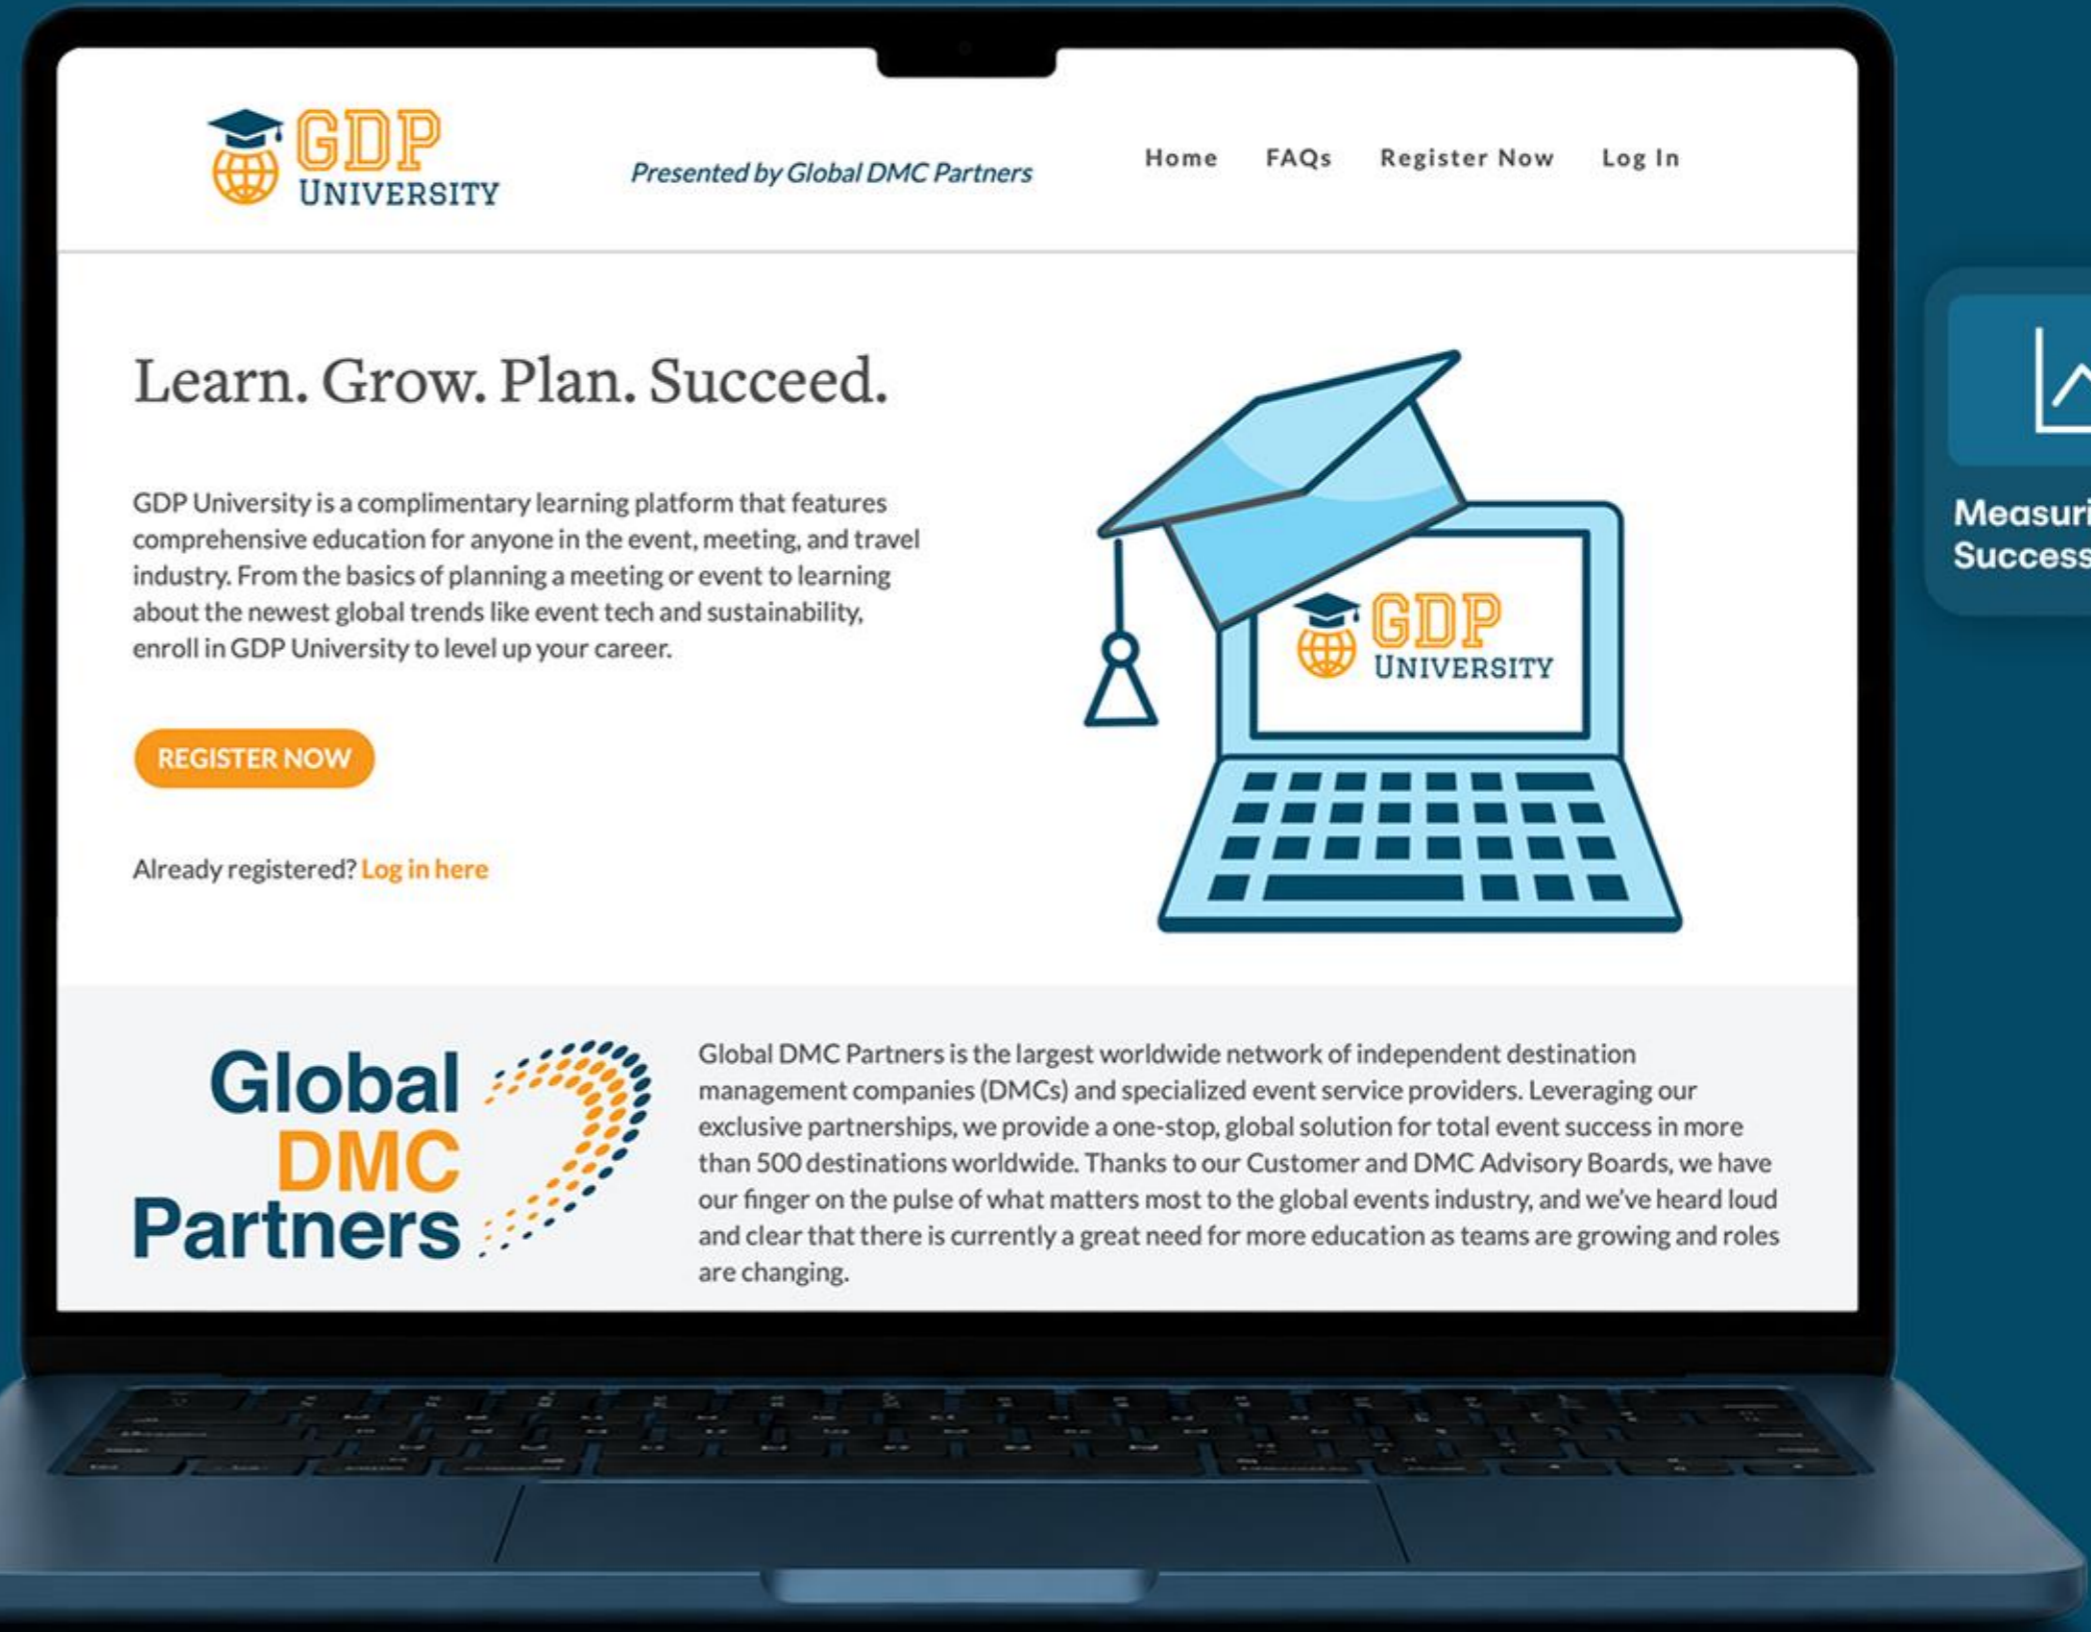 GDP
UNIVERSITY
Presented by Global DMC Partners
Home FAQs Register Now Log In
Learn. Grow. Plan. Succeed.
GDP University is a complimentary learning platform that features
comprehensive education for anyone in the event, meeting, and travel
industry. From the basics of planning a meeting or event to learning
about the newest global trends like event tech and sustainability,
enroll in GDP University to level up your career.
REGISTER NOW
Already registered? Log in here
GDP
UNIVERSITY
Global
DMC
Partners
Global DMC Partners is the largest worldwide network of independent destination
management companies (DMCs) and specialized event service providers. Leveraging our
exclusive partnerships, we provide a one-stop, global solution for total event success in more
than 500 destinations worldwide. Thanks to our Customer and DMC Advisory Boards, we have
our finger on the pulse of what matters most to the global events industry, and we've heard loud
and clear that there is currently a great need for more education as teams are growing and roles
are changing.
Success